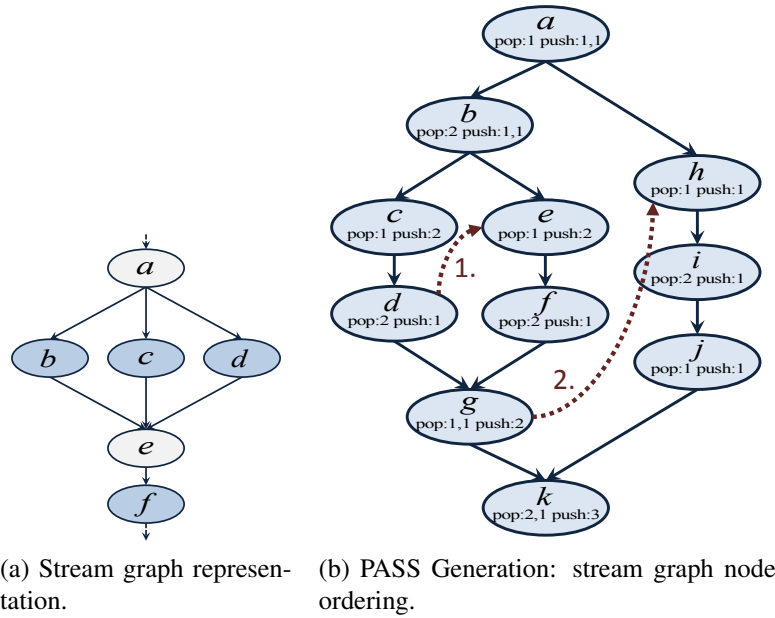 a
b
c
d
e
f
(a) Stream graph represen-
tation.
a
pop:1 push:1,1
b
pop:2 push:1,1
h
pop:1 push:1
c
pop:1 push:2
e
pop:1 push:2
1.
i
pop:2 push:1
d
pop:2 push:1
f
pop:2 push:1
j
pop:1 push:1
2.
g
pop:1,1 push:2
k
pop:2,1 push:3
(b) PASS Generation: stream graph node
ordering.